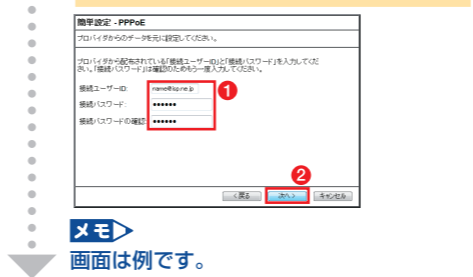 簡単設定 - PPPoE
プロバイダからのデータを元に設定してください。
プロバイダから配布されている「接続ユーザーID」と「接続パスワード」を入力してくだ
さい。「接続パスワード」は確認のためもう一度入力してください。
接続ユーザーID: name@isp.ne.jp 1
接続パスワード: ••••••
接続パスワードの確認: ••••••
2
<戻る 次へ> キャンセル
メモ
画面は例です。